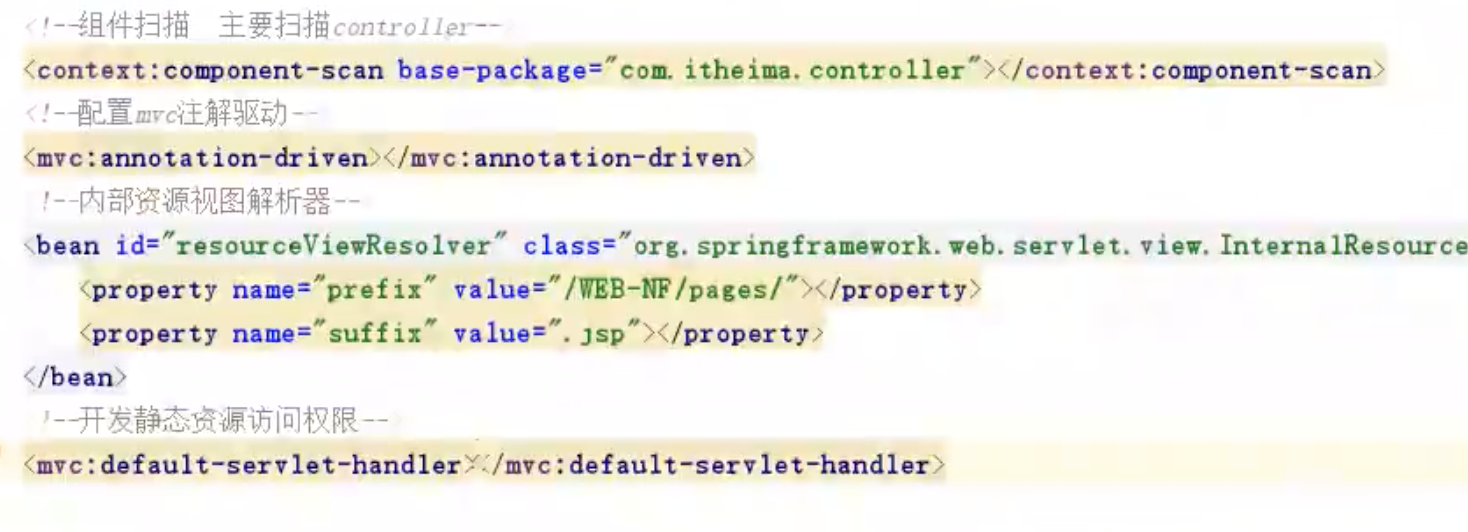 <!--组件扫描  主要扫描controller-->
<context:component-scan base-package="com.itheima.controller"></context:component-scan>
<!--配置mvc注解驱动-->
<mvc:annotation-driven></mvc:annotation-driven>
!--内部资源视图解析器--
<bean id="resourceViewResolver" class="org.springframework.web.servlet.view.InternalResource
<property name="prefix" value="/WEB-NF/pages/"></property>
<property name="suffix" value=".jsp"></property>
</bean>
!--开发静态资源访问权限--
<mvc:default-servlet-handler></mvc:default-servlet-handler>